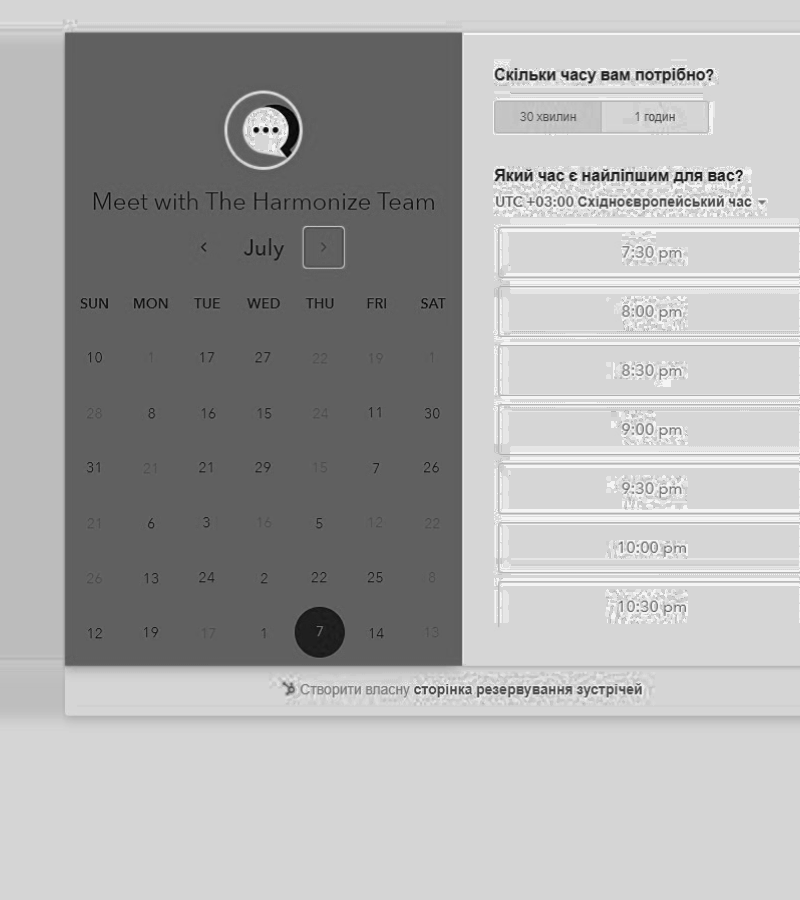 Meet with The Harmonize Team
July
SUN MON TUE WED THU FRI SAT
10 1 17 27 22 19 1
28 8 16 15 24 11 30
31 21 21 29 15 7 26
21 6 3 16 5 12 22
26 13 24 2 22 25 8
12 19 17 1 7 14 13
Скільки часу вам потрібно?
30 хвилин 1 годин
Який час є найліпшим для вас?
UTC +03:00 Східноєвропейський час
7:30 pm
8:00 pm
8:30 pm
9:00 pm
9:30 pm
10:00 pm
10:30 pm
Створити власну сторінка резервування зустрічей